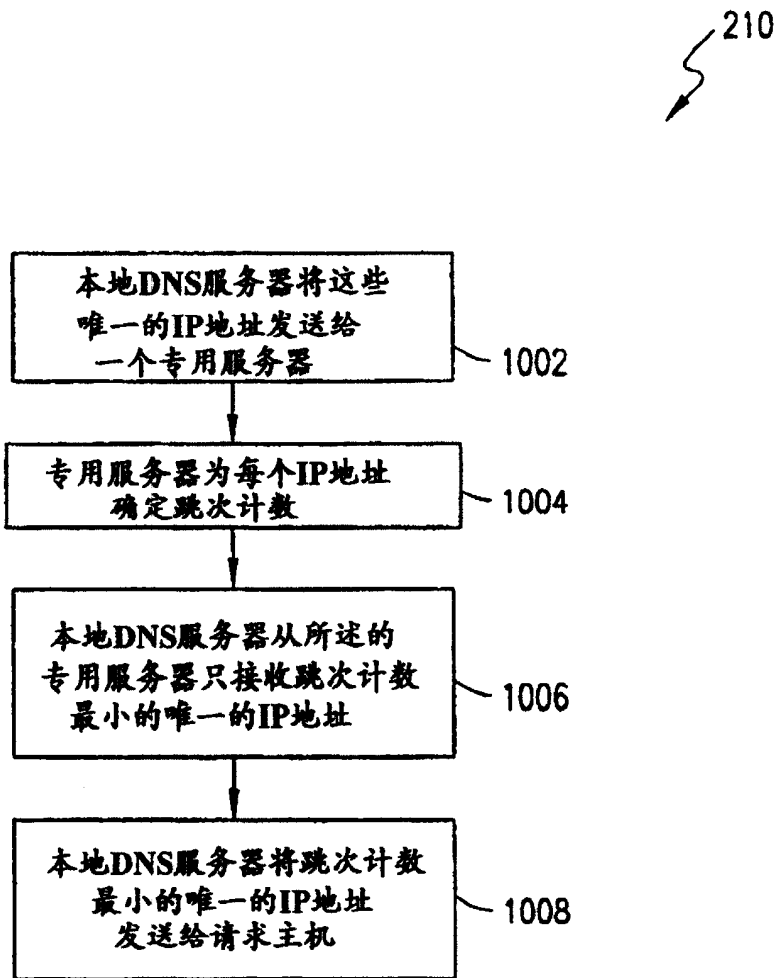 210
本地DNS服务器将这些
唯一的IP地址发送给
一个专用服务器
1002
专用服务器为每个IP地址
确定跳次计数
1004
本地DNS服务器从所述的
专用服务器只接收跳次计数
最小的唯一的IP地址
1006
本地DNS服务器将跳次计数
最小的唯一的IP地址
发送给请求主机
1008